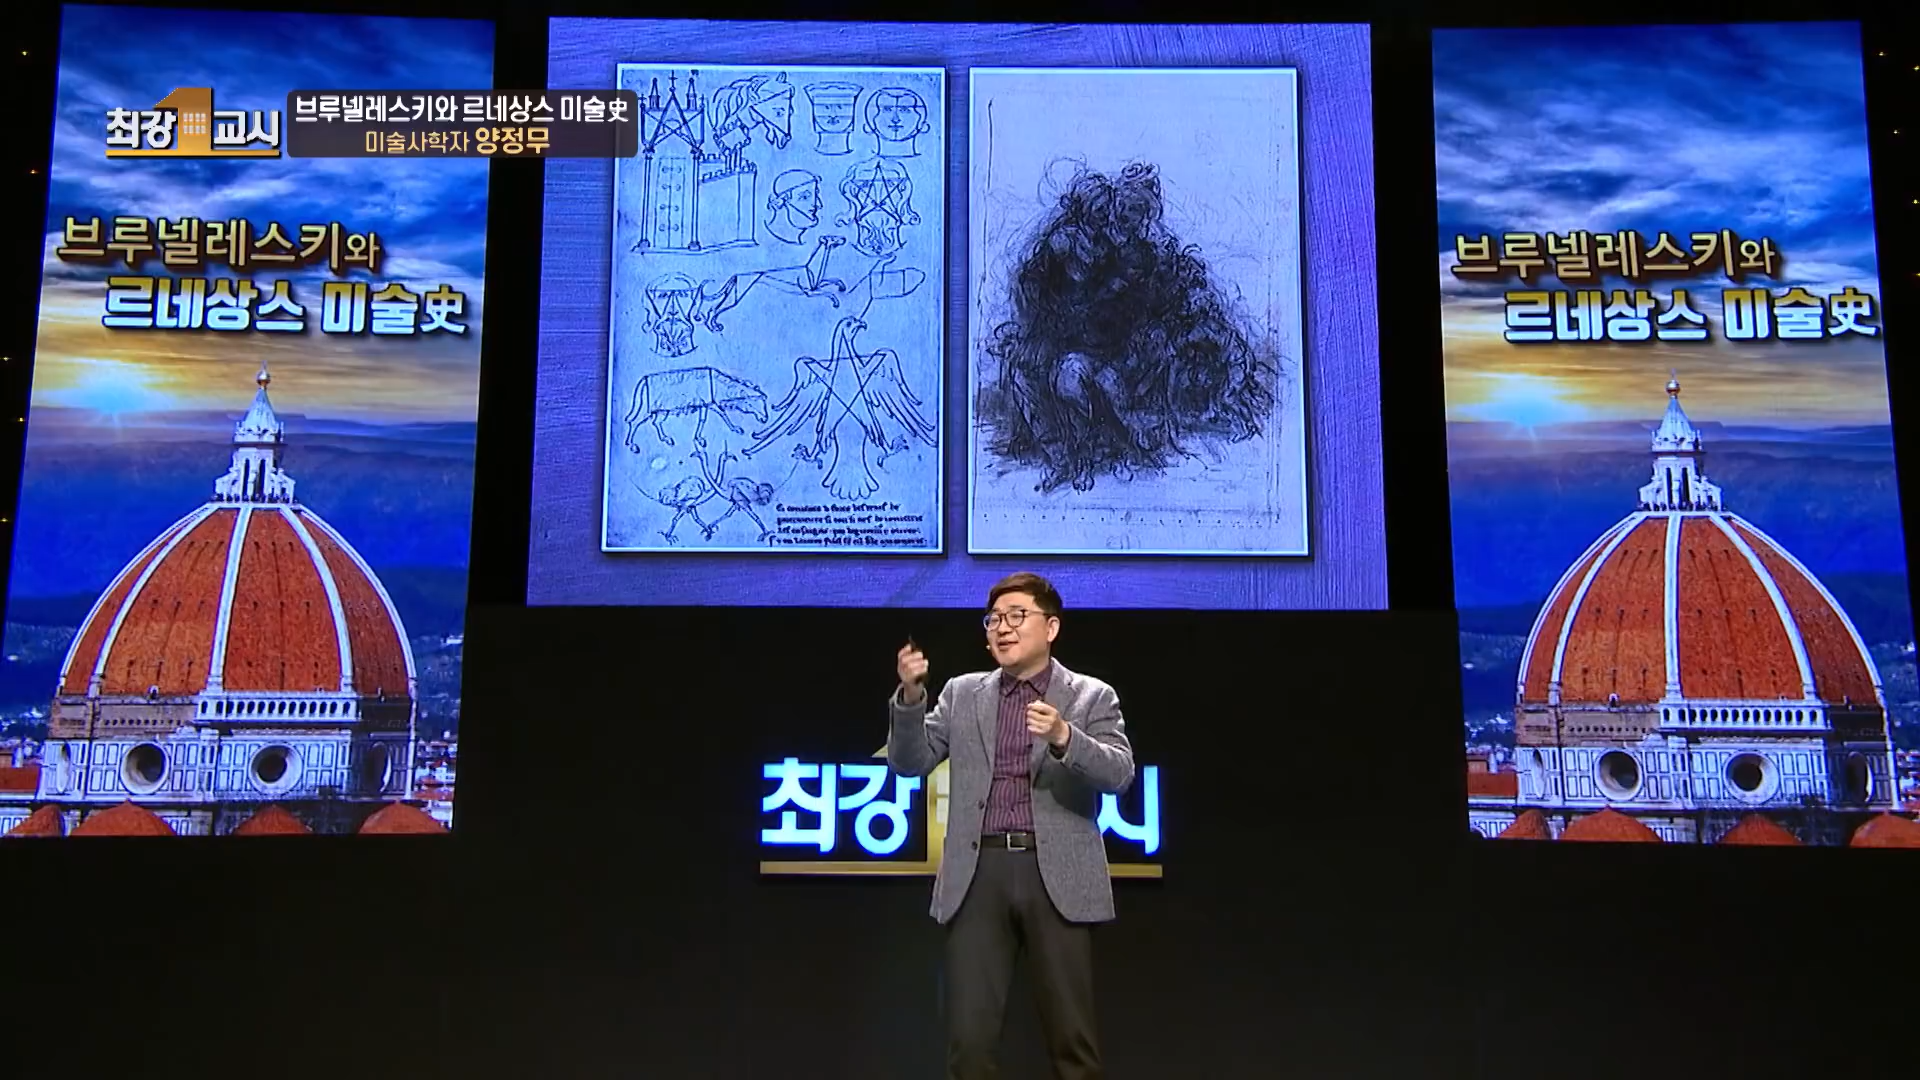 최강1교시
브루넬레스키와 르네상스 미술史
미술사학자 양정무
브루넬레스키와
르네상스 미술史
브루넬레스키와
르네상스 미술史
최강
시